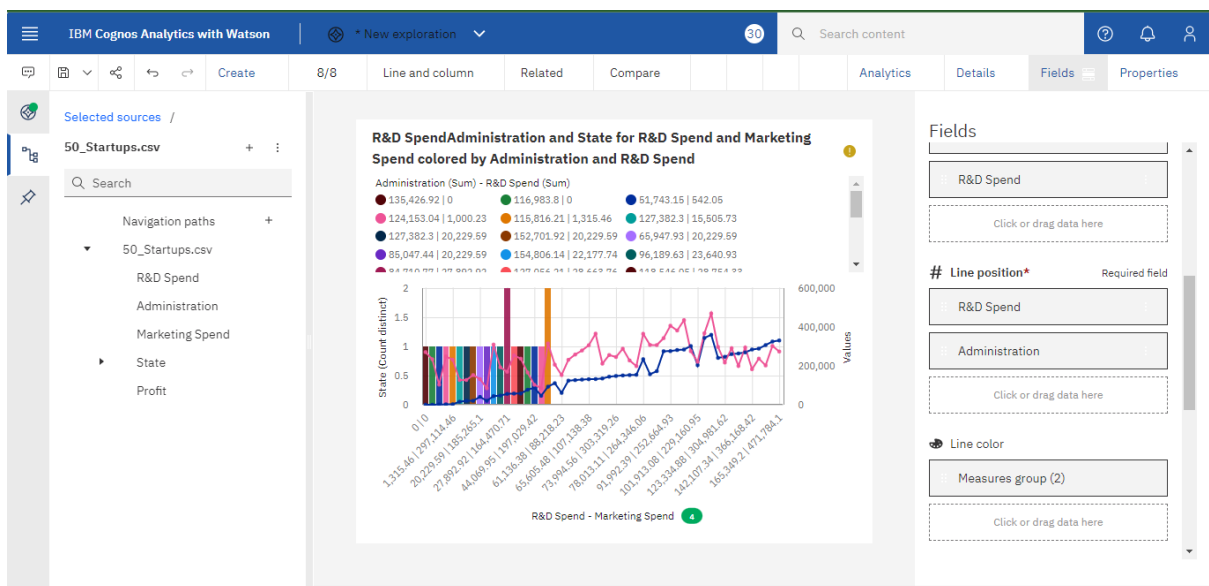 IBM Cognos Analytics with Watson
* New exploration
30
Search content
Create
8/8
Line and column
Related
Compare
Analytics
Details
Fields
Properties
Selected sources /
50_Startups.csv
Search
Navigation paths
50_Startups.csv
R&D Spend
Administration
Marketing Spend
State
Profit
R&D SpendAdministration and State for R&D Spend and Marketing
Spend colored by Administration and R&D Spend
Administration (Sum) - R&D Spend (Sum)
135,426.92 | 0
116,983.8 | 0
51,743.15 | 542.05
124,153.04 | 1,000.23
115,816.21 | 1,315.46
127,382.3 | 15,505.73
127,382.3 | 20,229.59
152,701.92 | 20,229.59
65,947.93 | 20,229.59
85,047.44 | 20,229.59
154,806.14 | 22,177.74
96,189.63 | 23,640.93
State (Count distinct)
2
1.5
1
0.5
0
600,000
400,000
200,000
0
Values
0 | 0
1,315.46 | 297,114.46
20,229.59 | 185,265.1
27,892.92 | 164,470.71
44,069.95 | 197,029.42
61,136.38 | 88,218.23
65,605.48 | 107,138.38
73,994.56 | 303,319.26
78,013.11 | 264,346.06
91,992.39 | 252,664.93
101,913.08 | 229,160.95
123,334.88 | 304,981.62
142,107.34 | 366,168.42
165,349.2 | 471,784.1
R&D Spend - Marketing Spend
4
Fields
R&D Spend
Click or drag data here
# Line position*
Required field
R&D Spend
Administration
Click or drag data here
Line color
Measures group (2)
Click or drag data here